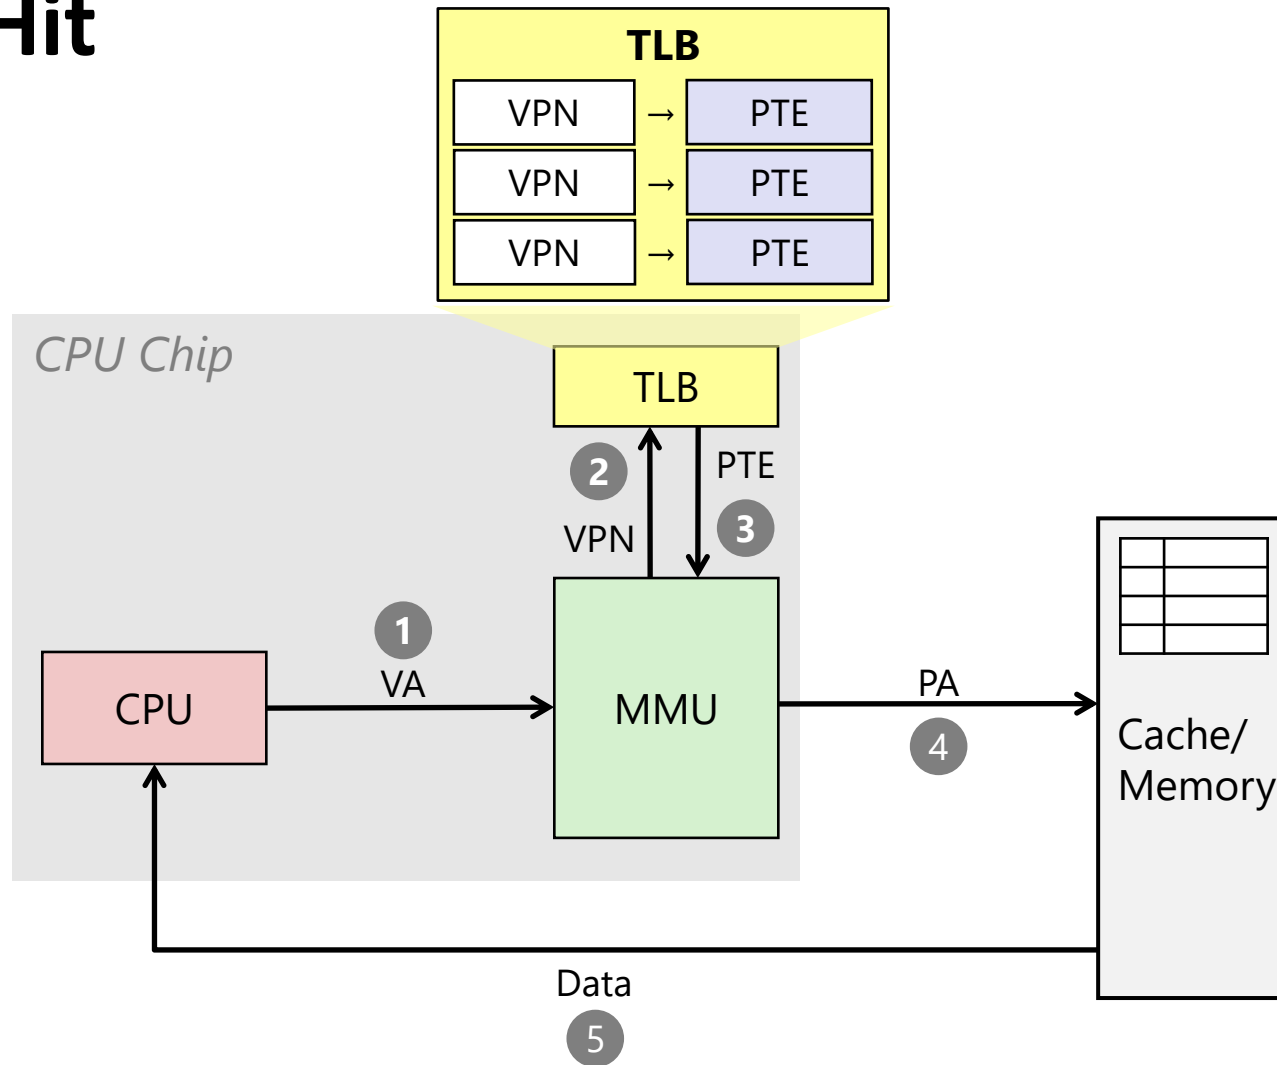 Hit
TLB
VPN → PTE
VPN → PTE
VPN → PTE
CPU Chip
TLB
2
PTE
VPN
3
1
VA
CPU
MMU
PA
4
Cache/
Memory
Data
5